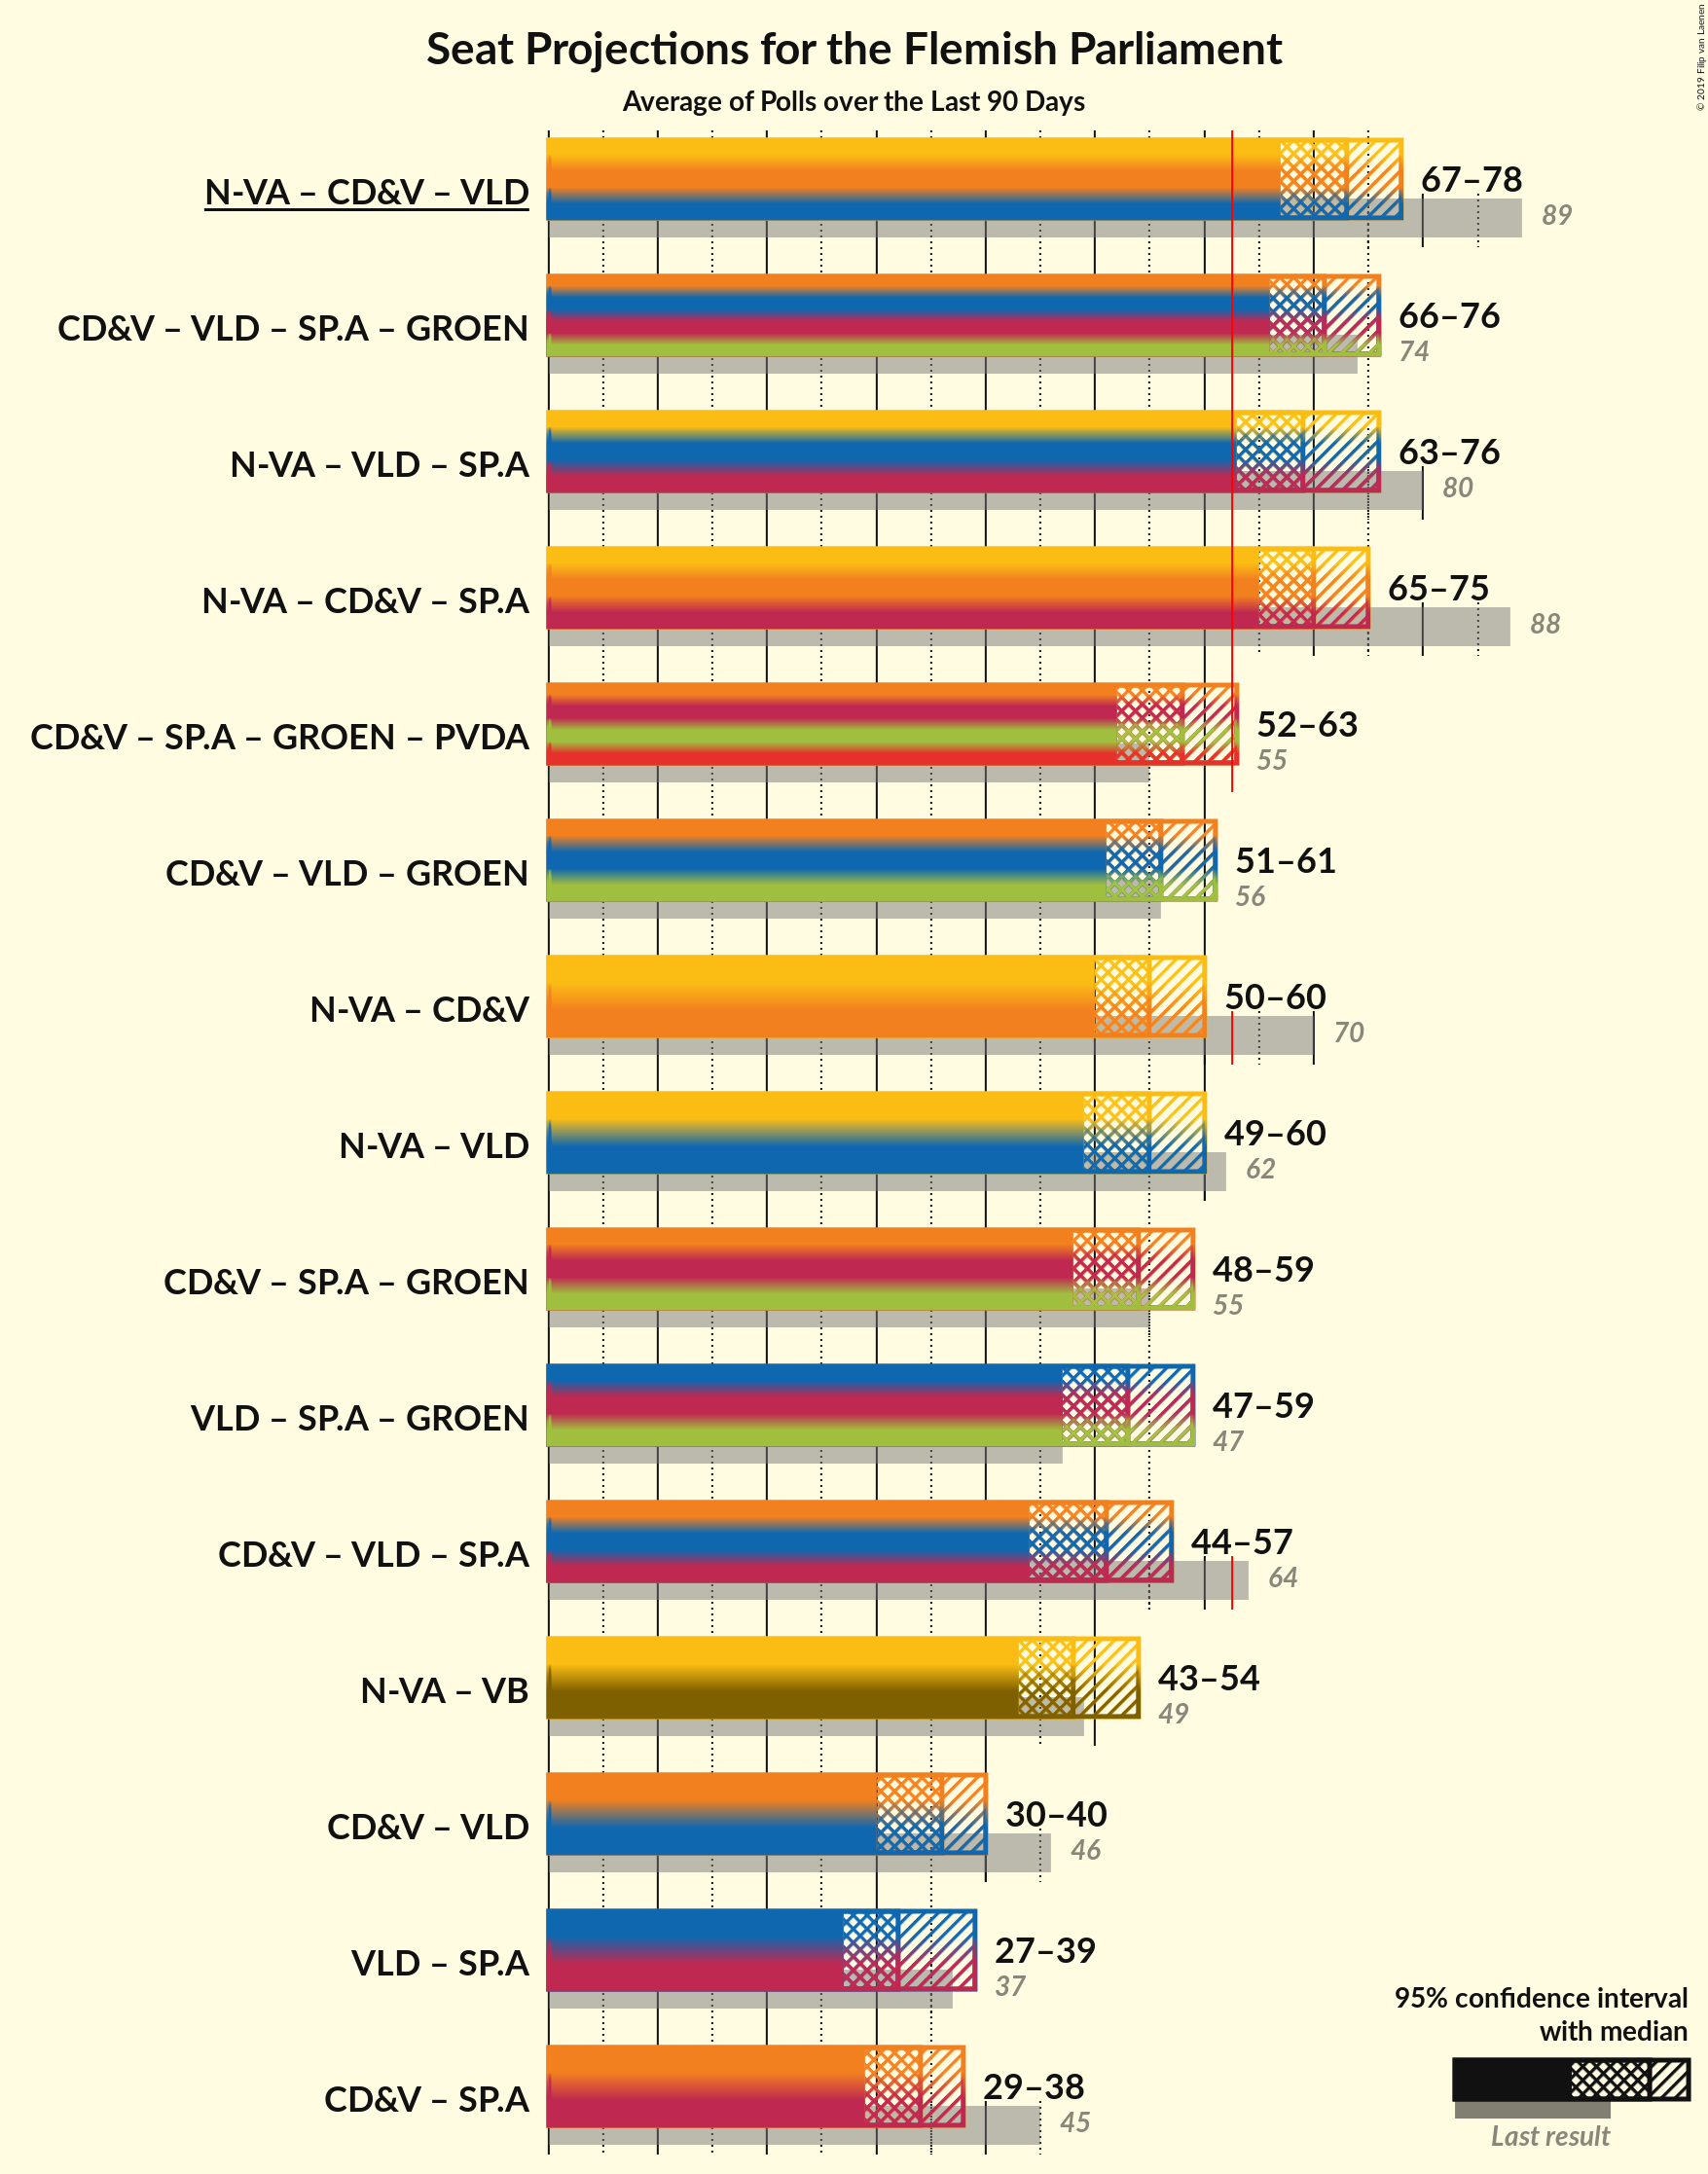 Seat Projections for the Flemish Parliament
Average of Polls over the Last 90 Days
© 2019 Filip van Laenen
N-VA – CD&V – VLD
67–78
89
CD&V – VLD – SP.A – GROEN
66–76
74
N-VA – VLD – SP.A
63–76
80
N-VA – CD&V – SP.A
65–75
88
CD&V – SP.A – GROEN – PVDA
52–63
55
CD&V – VLD – GROEN
51–61
56
N-VA – CD&V
50–60
70
N-VA – VLD
49–60
62
CD&V – SP.A – GROEN
48–59
55
VLD – SP.A – GROEN
47–59
47
CD&V – VLD – SP.A
44–57
64
N-VA – VB
43–54
49
CD&V – VLD
30–40
46
VLD – SP.A
27–39
37
CD&V – SP.A
29–38
45
95% confidence interval
with median
Last result